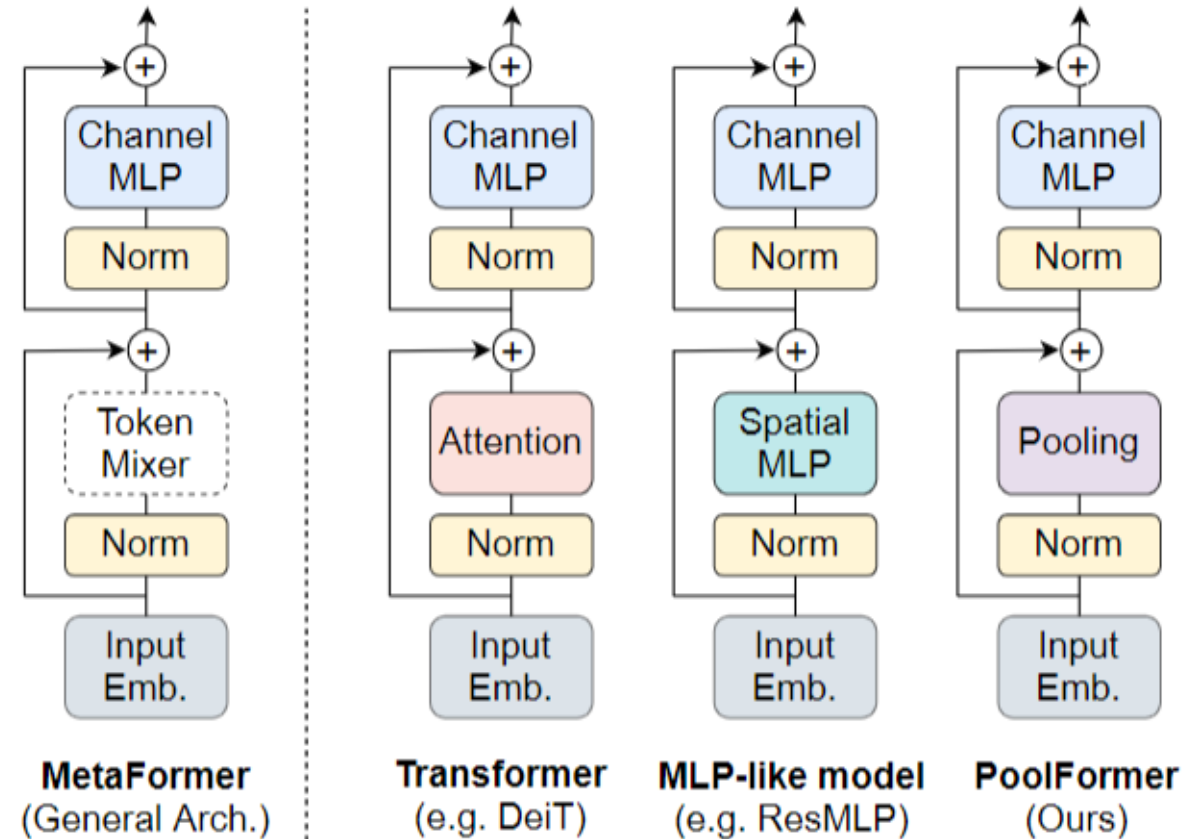 +
Channel
MLP
Norm
+
Token
Mixer
Norm
Input
Emb.
MetaFormer
(General Arch.)
+
Channel
MLP
Norm
+
Attention
Norm
Input
Emb.
Transformer
(e.g. DeiT)
+
Channel
MLP
Norm
+
Spatial
MLP
Norm
Input
Emb.
MLP-like model
(e.g. ResMLP)
+
Channel
MLP
Norm
+
Pooling
Norm
Input
Emb.
PoolFormer
(Ours)